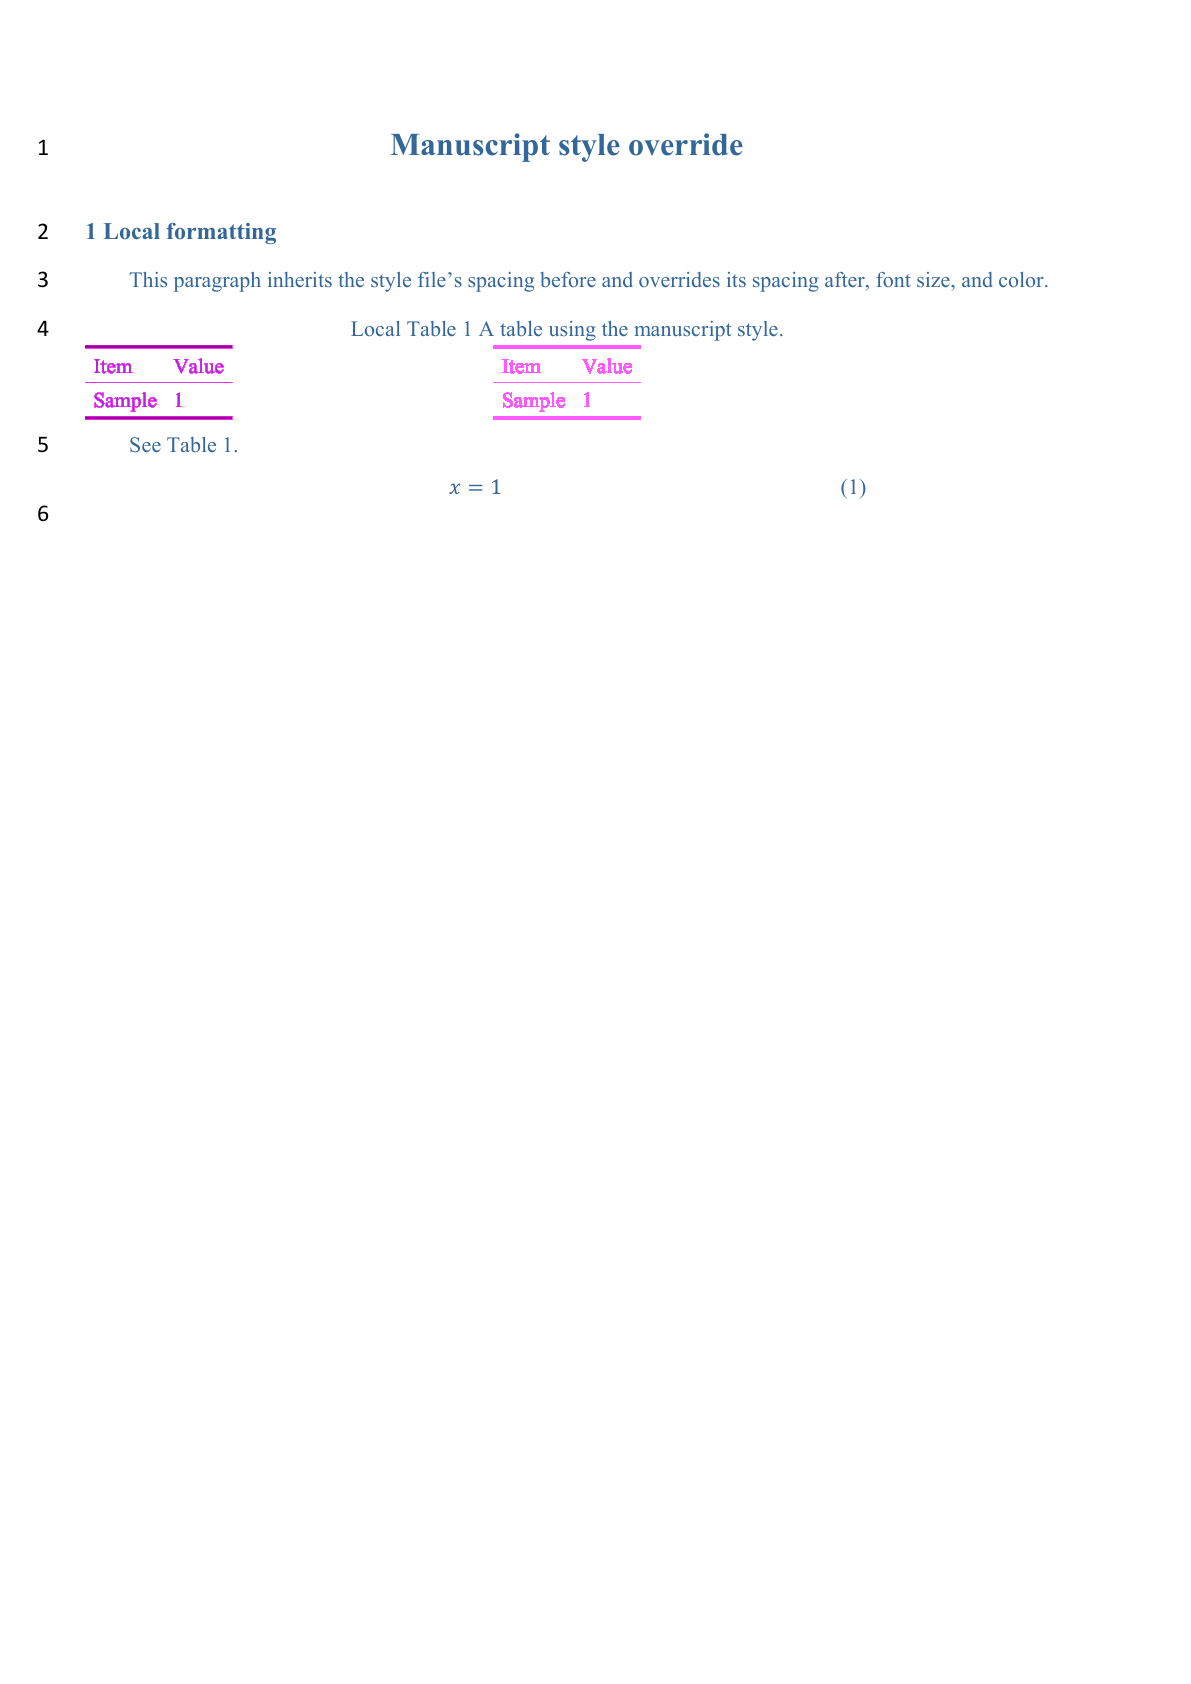 1 Manuscript style override
2 1 Local formatting
3 This paragraph inherits the style file’s spacing before and overrides its spacing after, font size, and color.
4 Local Table 1 A table using the manuscript style.
Item Value Item Value
Sample 1 Sample 1
5 See Table 1.
𝑥 = 1 (1)
6